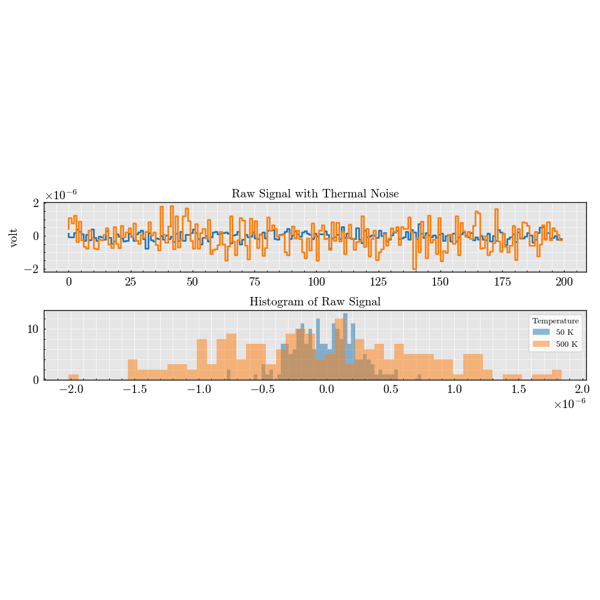 Raw Signal with Thermal Noise
×10⁻⁶
2
0
−2
volt
0 25 50 75 100 125 150 175 200
Histogram of Raw Signal
10
0
Temperature
50 K
500 K
−2.0 −1.5 −1.0 −0.5 0.0 0.5 1.0 1.5 2.0
×10⁻⁶